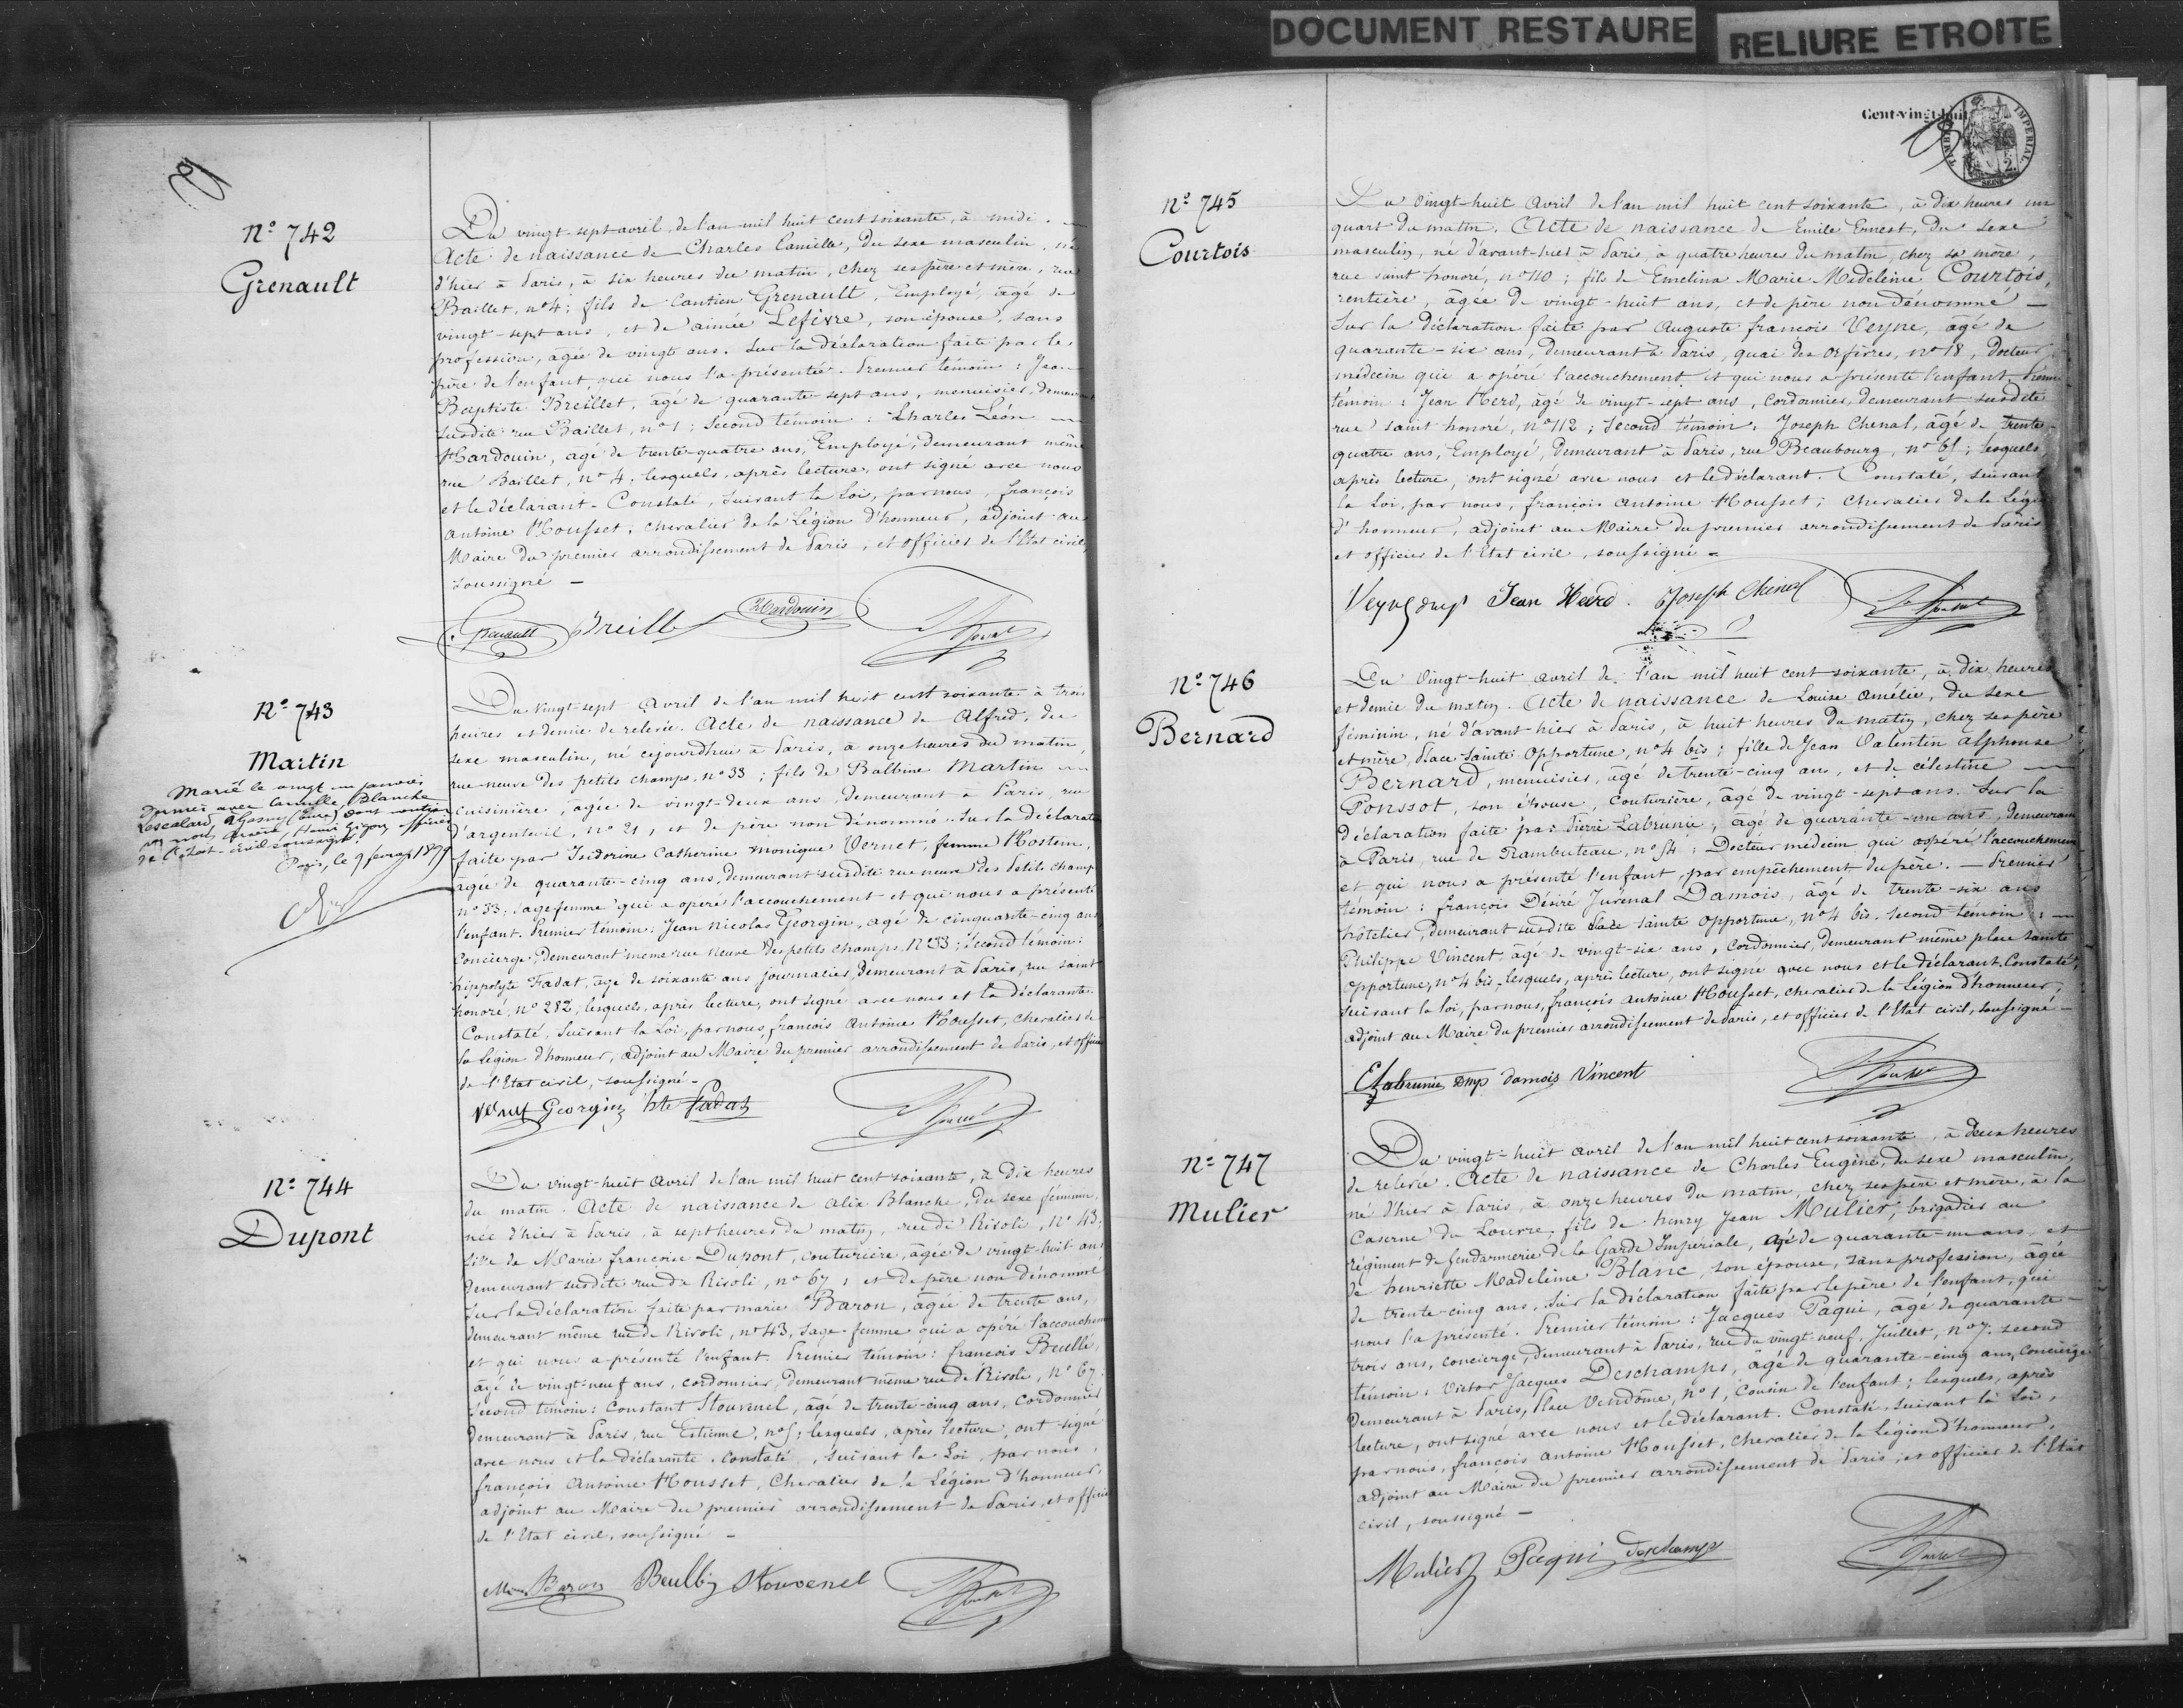 DOCUMENT RESTAURE
RELIURE ETROITE
N° 742
Grenault
Du vingt-sept avril de l'an mil huit cent soixante, à midi.
Acte de naissance de Charles Camille, du sexe masculin, né
d'hier à Paris, à six heures du matin, chez ses père et mère, rue
Baillet, n° 4; fils de Cantien Grenault, Employé, âgé de
vingt-sept ans, et de aimée Lefèvre, son épouse, sans
profession, âgée de vingt ans. Sur la déclaration faite par le
père de l'enfant, qui nous l'a présenté. Premier témoin : Jean
Baptiste Breillet, âgé de quarante sept ans, menuisier, demeurant
susdite rue Baillet, n° 1; Second témoin : Charles Léon
Hardouin, âgé de trente-quatre ans, Employé, demeurant même
rue Baillet, n° 4, lesquels, après lecture, ont signé avec nous
et le déclarant. Constaté, suivant la Loi, par nous, françois
antoine Housset, chevalier de la Légion d'honneur, adjoint au
Maire du premier arrondissement de Paris, et officier de l'Etat civil,
soussigné -
Grenault Breillet Hardouin Housset
N° 743
Martin
Marié le vingt un janvier
dernier avec Camille, Blanche
Lescalard, à Gasny (Eure) dont mention
par nous, Henri officier
de l'état-civil soussigné.
Paris, le 9 février
Du vingt sept Avril de l'an mil huit cent soixante à trois
heures et demie de relevée. Acte de naissance de Alfred, du
sexe masculin, né cejourd'hui à Paris, à onze heures du matin,
rue neuve des petits champs, n° 33; fils de Balbine Martin
cuisinière, âgée de vingt-deux ans, demeurant à Paris, rue
d'argenteuil, n° 21, et de père non dénommé. Sur la déclaration
faite par Isidorine Catherine Monique Vernet, femme Hostein,
âgée de quarante-cinq ans, demeurant susdite rue neuve des Petits champs
n° 33; sagefemme qui a opéré l'accouchement et qui nous a présenté
l'enfant. Premier témoin: Jean Nicolas Georgin, âgé de cinquante-cinq ans
Concierge, demeurant même rue Neuve des petits champs, N° 33; Second témoin:
hippolyte Fadat, âgé de soixante ans journalier, demeurant à Paris, rue saint
honoré, n° 282, lesquels, après lecture, ont signé avec nous et la déclarante.
Constaté, Suivant la Loi, par nous, françois Antoine Housset, chevalier de
la Légion d'honneur, adjoint au Maire du premier arrondissement de Paris, et officier
de l'Etat civil, soussigné -
Vernet Georgin hte Fadat Housset
N° 744
Dupont
Du vingt-huit Avril de l'an mil huit cent soixante, à dix heures
du matin. Acte de naissance de Alix Blanche, du sexe féminin,
née d'hier à Paris, à sept heures du matin, rue de Rivoli, N° 43;
fille de Marie françoise Dupont, couturière, âgée de vingt-huit ans
demeurant susdite rue de Rivoli, n° 67, et de père non dénommé
Sur la déclaration faite par marie Baron, âgée de trente ans,
demeurant même rue de Rivoli, n° 43, sage-femme qui a opéré l'accouchement
et qui nous a présenté l'enfant. Premier témoin: françois Beullé,
âgé de vingt-neuf ans, cordonnier, demeurant même rue de Rivoli, N° 67,
Second témoin: Constant Stouvenel, âgé de trente-cinq ans, Cordonnier
demeurant à Paris, rue Estienne, n° 5; lesquels, après lecture, ont signé
avec nous et la déclarante. Constaté, suivant la Loi, par nous,
françois Antoine Housset, Chevalier de la Légion d'honneur,
adjoint au Maire du premier arrondissement de Paris, et officier
de l'Etat civil, soussigné -
Baron Beullé Stouvenel Housset
Cent-vingt-huit
TIMBRE IMPERIAL
SEINE
N° 745
Courtois
Du Vingt-huit Avril de l'an mil huit cent soixante, à dix heures un
quart du matin. Acte de naissance de Emile Ernest, du sexe
masculin, né d'avant-hier à Paris, à quatre heures du matin, chez sa mère,
rue saint honoré, n° 110; fils de Emelina Marie Madeleine Courtois,
rentière, âgée de vingt-huit ans, et de père non dénommé -
Sur la déclaration faite par Auguste françois Veyne, âgé de
quarante-six ans, demeurant à Paris, quai des orfèvres, n° 18, docteur
médecin qui a opéré l'accouchement et qui nous a présenté l'enfant. Premier
témoin : Jean Herd, âgé de vingt-sept ans, Cordonnier, demeurant susdite
rue saint honoré, n° 112; Second témoin: Joseph Chenal, âgé de trente-
quatre ans, Employé, demeurant à Paris, rue Beaubourg, n° 65; lesquels
après lecture, ont signé avec nous et le déclarant. Constaté, suivant
la Loi, par nous, françois Antoine Housset; chevalier de la Légion
d'honneur, adjoint au Maire du premier arrondissement de Paris
et officier de l'Etat civil, soussigné -
Veyne dmp Jean Herd Joseph Chenal Housset
N° 746
Bernard
Du Vingt-huit Avril de l'an mil huit cent soixante, à dix heures
et demie du matin. Acte de naissance de Louise Amélie, du sexe
féminin, né d'avant-hier à Paris, à huit heures du matin, chez ses père
et mère, place Sainte Opportune, n° 4 bis; fille de Jean Valentin alphonse
Bernard, menuisier, âgé de trente-cinq ans, et de célestine
Ponssot, son épouse, couturière, âgé de vingt-sept ans. Sur la
déclaration faite par Pierre Labrunie, âgé de quarante-un ans, demeurant
à Paris, rue de Rambuteau, n° 54; Docteur médecin qui opéré l'accouchement
et qui nous a présenté l'enfant, par empêchement du père. - Premier
témoin : françois Désiré Juvénal Damois, âgé de trente-six ans
hôtelier, demeurant susdite place sainte Opportune, n° 4 bis. Second témoin :
Philippe Vincent âgé de vingt-six ans, cordonnier, demeurant même place Sainte
Opportune, n° 4 bis, lesquels, après lecture, ont signé avec nous et le déclarant. Constaté,
suivant la loi, par nous, françois Antoine Housset, chevalier de la Légion d'honneur,
adjoint au Maire du premier arrondissement de Paris, et officier de l'Etat civil, soussigné -
Labrunie Dmp damois Vincent Housset
N° 747
Mulier
Du vingt-huit avril de l'an mil huit cent soixante, à deux heures
de relevée. Acte de naissance de Charles Eugène, du sexe masculin,
né d'hier à Paris, à onze heures du matin, chez ses père et mère, à la
Caserne du Louvre; fils de henry Jean Mulier, brigadier au
régiment de Gendarmerie de la Garde Impériale, âgé de quarante-un ans, et
de henriette Madeleine Blanc, son épouse, sans profession, âgée
de trente-cinq ans. Sur la déclaration faite par le père de l'enfant, qui
nous l'a présenté. Premier témoin : Jacques Paqui, âgé de quarante-
trois ans, concierge, demeurant à Paris, rue du vingt-neuf Juillet, n° 7. second
témoin : Victor Jacques Deschamps, âgé de quarante-cinq ans, Concierge
demeurant à Paris, Place Vendôme, n° 1, Cousin de l'enfant; lesquels, après
lecture, ont signé avec nous et le déclarant. Constaté, suivant la Loi,
par nous, françois Antoine Housset, chevalier de la Légion d'honneur,
adjoint au Maire du premier arrondissement de Paris, et officier de l'Etat
civil, soussigné -
Mulier Paqui Deschamps Housset